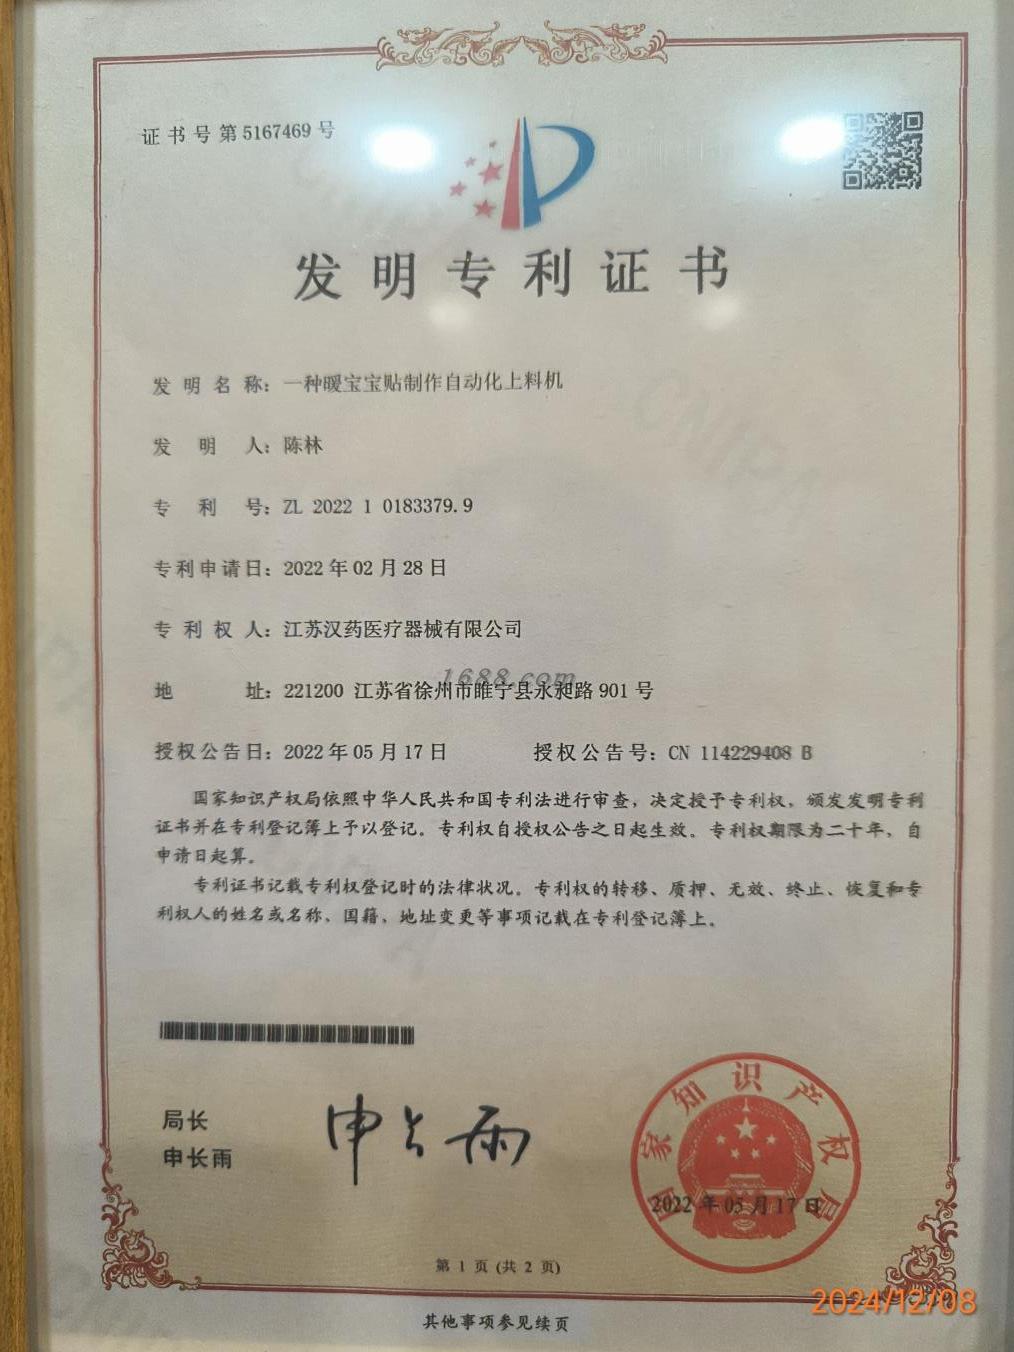 证书号第5167469号
发明专利证书
发明名称：一种暖宝宝贴制作自动化上料机
发明人：陈林
专利号：ZL 2022 1 0183379.9
专利申请日：2022年02月28日
专利权人：江苏汉药医疗器械有限公司
1688.com
地址：221200 江苏省徐州市睢宁县永昶路901号
授权公告日：2022年05月17日 授权公告号：CN 114229408 B
国家知识产权局依照中华人民共和国专利法进行审查，决定授予专利权，颁发发明专利
证书并在专利登记簿上予以登记。专利权自授权公告之日起生效。专利权期限为二十年，自
申请日起算。
专利证书记载专利权登记时的法律状况。专利权的转移、质押、无效、终止、恢复和专
利权人的姓名或名称、国籍、地址变更等事项记载在专利登记簿上。
局长
申长雨
申长雨
国家知识产权局
2022年05月17日
第 1 页 (共 2 页)
2024/12/08
其他事项参见续页